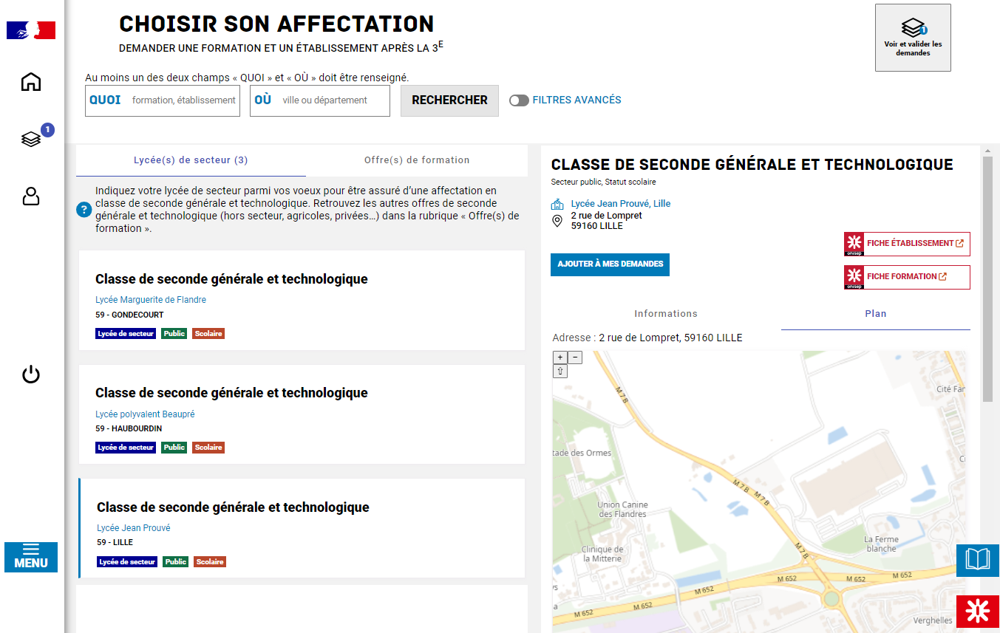 CHOISIR SON AFFECTATION
DEMANDER UNE FORMATION ET UN ÉTABLISSEMENT APRÈS LA 3E
1
Voir et valider les
demandes
Au moins un des deux champs « QUOI » et « OÙ » doit être renseigné.
QUOI formation, établissement
OÙ ville ou département
RECHERCHER
FILTRES AVANCÉS
1
MENU
Lycée(s) de secteur (3)
Offre(s) de formation
?
Indiquez votre lycée de secteur parmi vos voeux pour être assuré d’une affectation en
classe de seconde générale et technologique. Retrouvez les autres offres de seconde
générale et technologique (hors secteur, agricoles, privées…) dans la rubrique « Offre(s) de
formation ».
Classe de seconde générale et technologique
Lycée Marguerite de Flandre
59 - GONDECOURT
Lycée de secteur Public Scolaire
Classe de seconde générale et technologique
Lycée polyvalent Beaupré
59 - HAUBOURDIN
Lycée de secteur Public Scolaire
Classe de seconde générale et technologique
Lycée Jean Prouvé
59 - LILLE
Lycée de secteur Public Scolaire
CLASSE DE SECONDE GÉNÉRALE ET TECHNOLOGIQUE
Secteur public, Statut scolaire
Lycée Jean Prouvé, Lille
2 rue de Lompret
59160 LILLE
onisep FICHE ÉTABLISSEMENT
AJOUTER À MES DEMANDES
onisep FICHE FORMATION
Informations
Plan
Adresse : 2 rue de Lompret, 59160 LILLE
+ −
⇧
M 7B
Cité Far
tade des Ormes
Ci
M 7B M 7B
Union Canine
des Flandres
M 7B
La Ferme
blanche
Clinique de
la Mitterie
M 652
M 652
M 652
M 652
M 652
M 652
ys
a
Verghelles